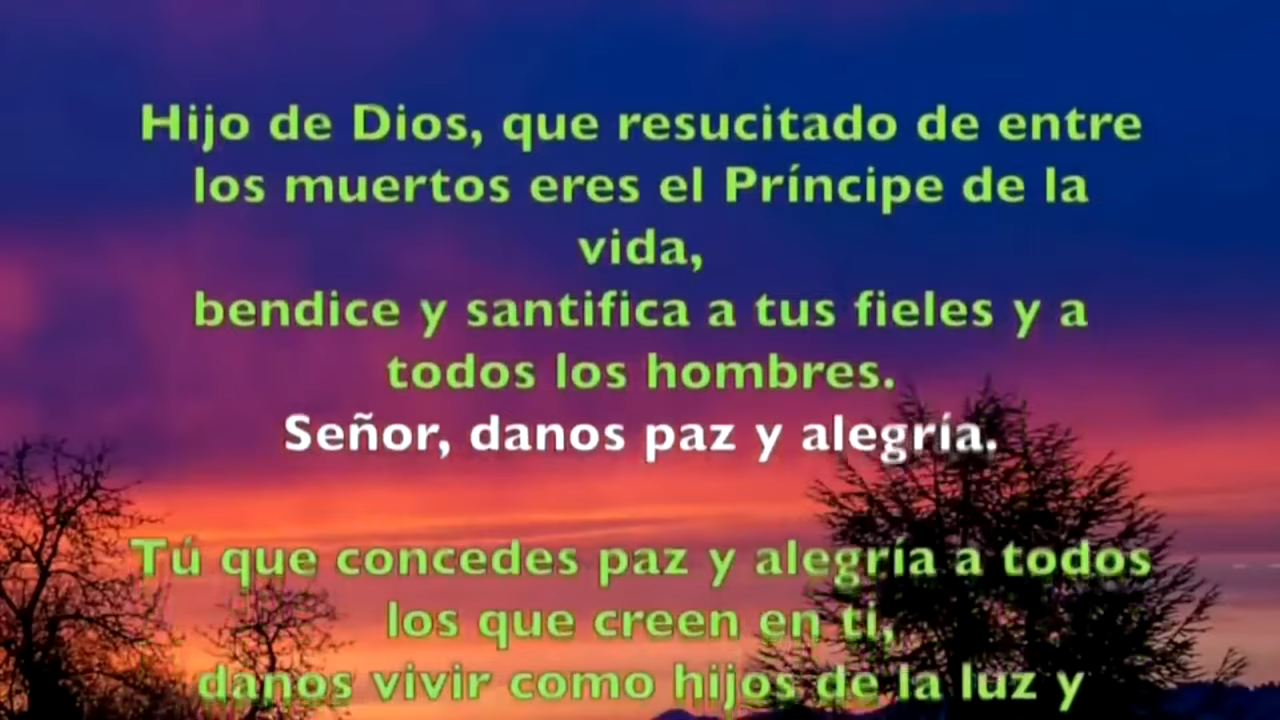 Hijo de Dios, que resucitado de entre
los muertos eres el Príncipe de la
vida,
bendice y santifica a tus fieles y a
todos los hombres.
Señor, danos paz y alegría.
Tú que concedes paz y alegría a todos
los que creen en ti,
danos vivir como hijos de la luz y